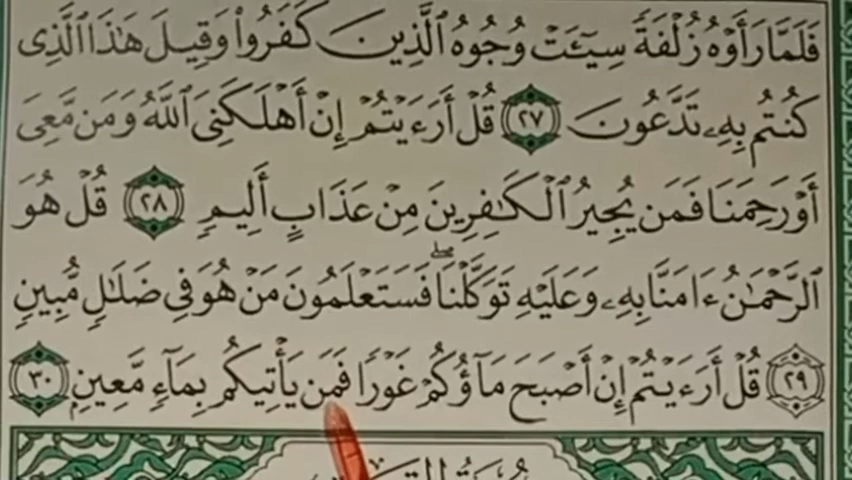 فَلَمَّا رَأَوْهُ زُلْفَةً سِيٓـَٔتْ وُجُوهُ ٱلَّذِينَ كَفَرُواْ وَقِيلَ هَٰذَا ٱلَّذِى
كُنتُم بِهِۦ تَدَّعُونَ ٢٧ قُلْ أَرَءَيْتُمْ إِنْ أَهْلَكَنِىَ ٱللَّهُ وَمَن مَّعِىَ
أَوْ رَحِمَنَا فَمَن يُجِيرُ ٱلْكَٰفِرِينَ مِنْ عَذَابٍ أَلِيمٍ ٢٨ قُلْ هُوَ
ٱلرَّحْمَٰنُ ءَامَنَّا بِهِۦ وَعَلَيْهِ تَوَكَّلْنَا ۖ فَسَتَعْلَمُونَ مَنْ هُوَ فِى ضَلَٰلٍ مُّبِينٍ
٢٩ قُلْ أَرَءَيْتُمْ إِنْ أَصْبَحَ مَآؤُكُمْ غَوْرًا فَمَن يَأْتِيكُم بِمَآءٍ مَّعِينٍ ٣٠